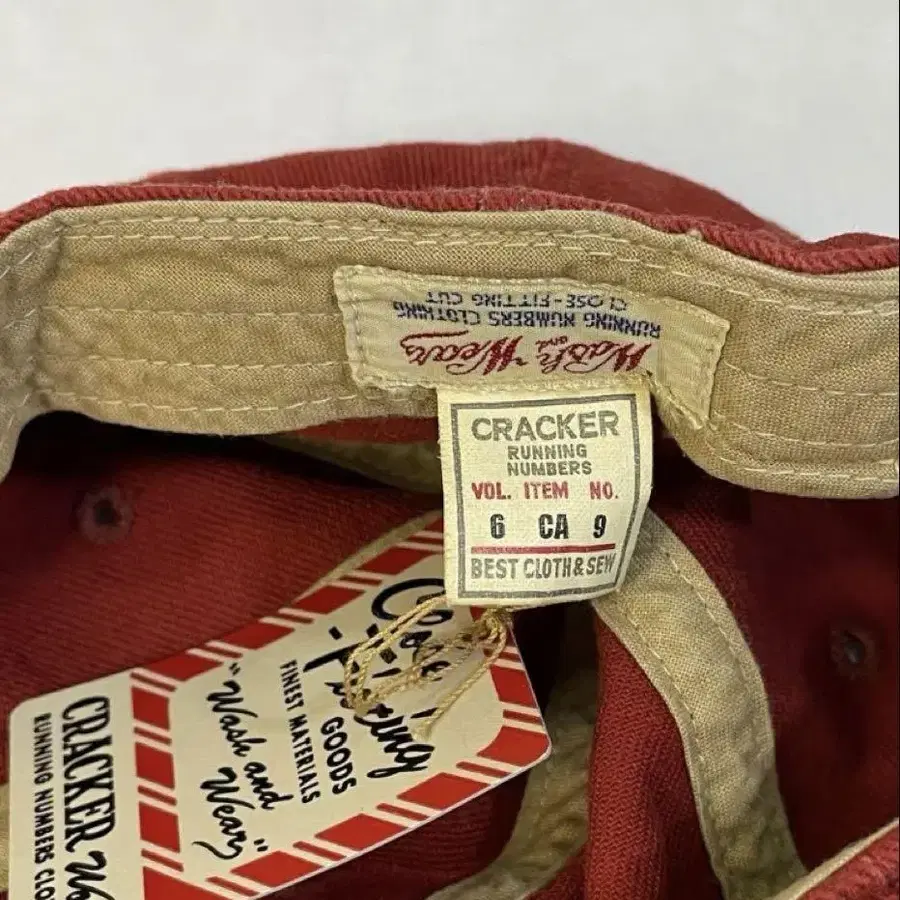 Wash and Wear
RUNNING NUMBERS CLOTHING
CLOSE-FITTING CUT
CRACKER
RUNNING
NUMBERS
VOL. ITEM NO.
6 CA 9
BEST CLOTH & SEW
GOODS
FINEST MATERIALS
"Wash and
Wear"
CRACKER
RUNNING NUMBERS